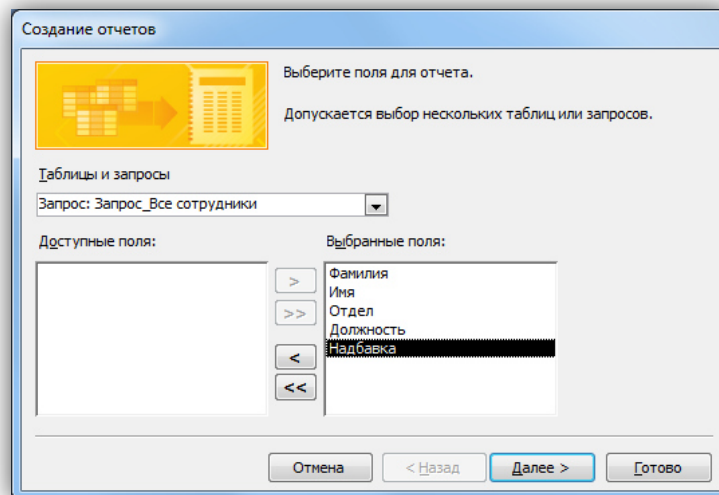 Создание отчетов
Выберите поля для отчета.
Допускается выбор нескольких таблиц или запросов.
Таблицы и запросы
Запрос: Запрос_Все сотрудники
Доступные поля:
Выбранные поля:
>
>>
<
<<
Фамилия
Имя
Отдел
Должность
Надбавка
Отмена
< Назад
Далее >
Готово